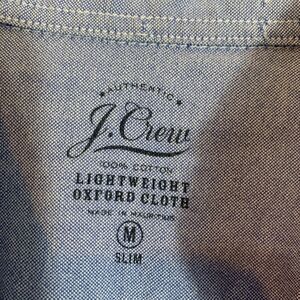 AUTHENTIC
J.Crew
100% COTTON
LIGHTWEIGHT
OXFORD CLOTH
MADE IN MAURITIUS
M
SLIM